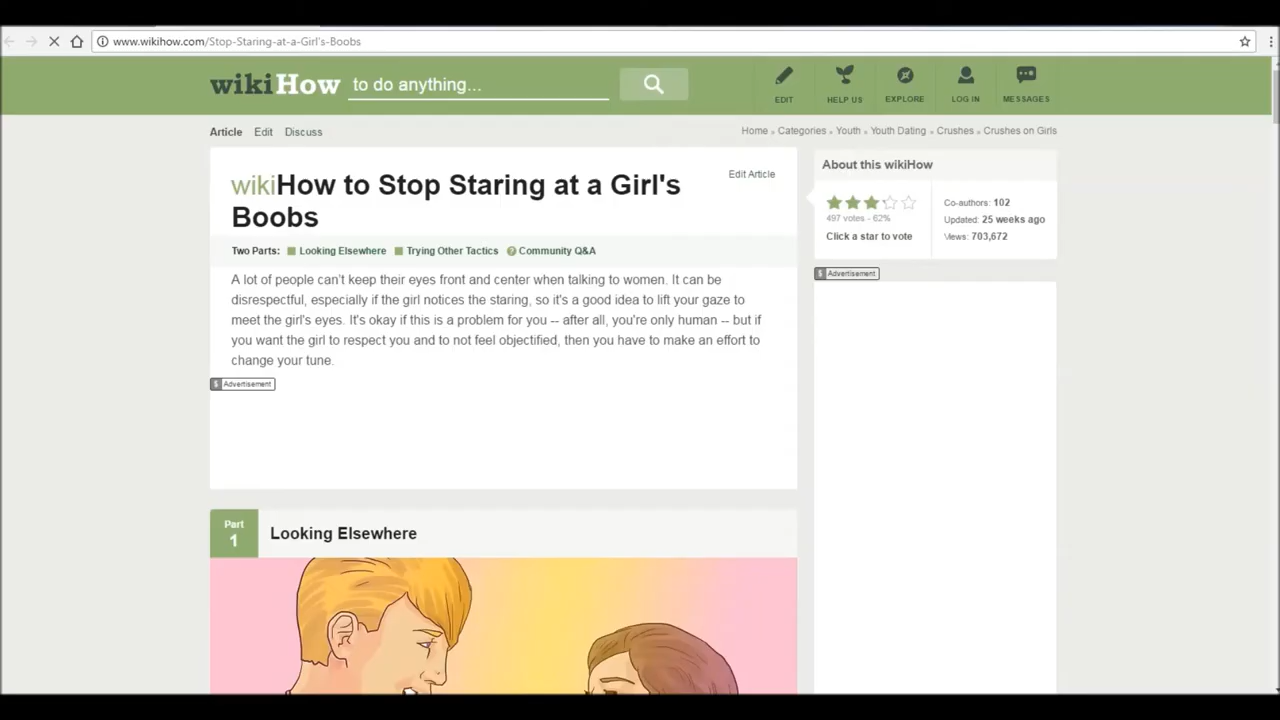 www.wikihow.com/Stop-Staring-at-a-Girl's-Boobs
wikiHow to do anything...
EDIT HELP US EXPLORE LOG IN MESSAGES
Article Edit Discuss
Home » Categories » Youth » Youth Dating » Crushes » Crushes on Girls
wikiHow to Stop Staring at a Girl's
Boobs
Edit Article
Two Parts: Looking Elsewhere Trying Other Tactics ? Community Q&A
A lot of people can't keep their eyes front and center when talking to women. It can be
disrespectful, especially if the girl notices the staring, so it's a good idea to lift your gaze to
meet the girl's eyes. It's okay if this is a problem for you -- after all, you're only human -- but if
you want the girl to respect you and to not feel objectified, then you have to make an effort to
change your tune.
$ Advertisement
About this wikiHow
497 votes - 62%
Click a star to vote
Co-authors: 102
Updated: 25 weeks ago
Views: 703,672
$ Advertisement
Part
1
Looking Elsewhere